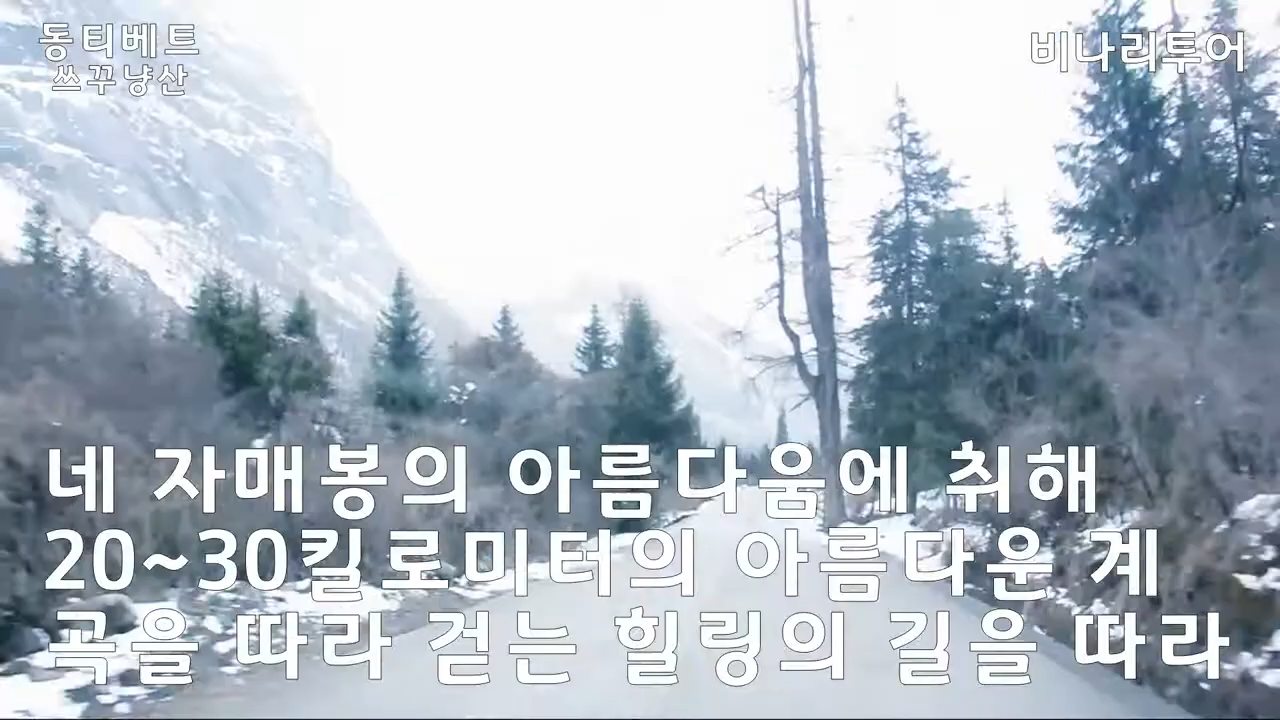 동티베트
쓰꾸냥산
비나리투어
네 자매봉의 아름다움에 취해
20~30킬로미터의 아름다운 계
곡을 따라 걷는 힐링의 길을 따라